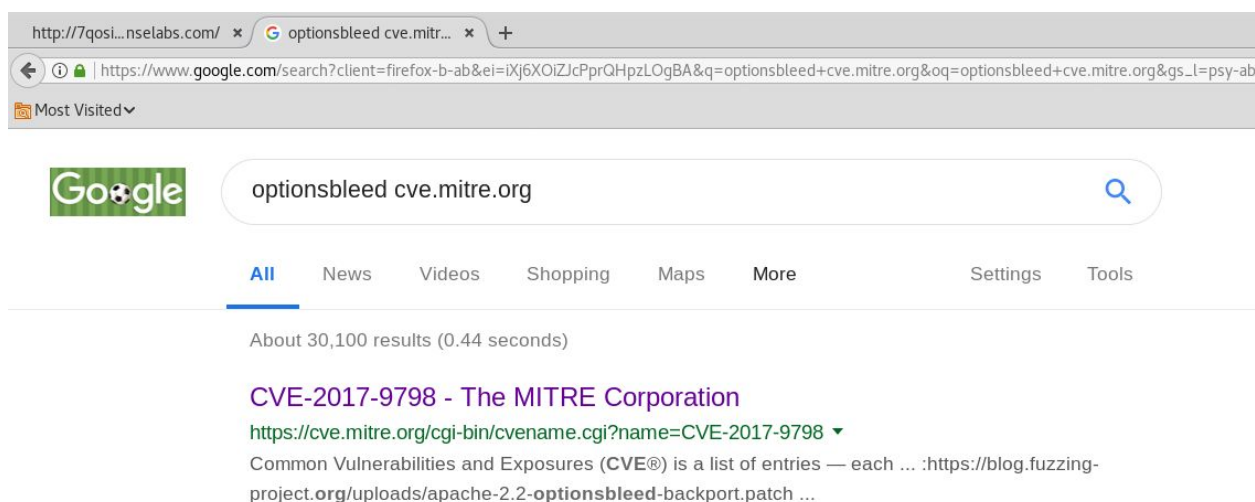 http://7qosi...nselabs.com/ × G optionsbleed cve.mitr... × +
https://www.google.com/search?client=firefox-b-ab&ei=iXj6XOiZJcPprQHpzLOgBA&q=optionsbleed+cve.mitre.org&oq=optionsbleed+cve.mitre.org&gs_l=psy-ab
Most Visited
Google optionsbleed cve.mitre.org
All News Videos Shopping Maps More Settings Tools
About 30,100 results (0.44 seconds)
CVE-2017-9798 - The MITRE Corporation
https://cve.mitre.org/cgi-bin/cvename.cgi?name=CVE-2017-9798
Common Vulnerabilities and Exposures (CVE®) is a list of entries — each ... :https://blog.fuzzing-
project.org/uploads/apache-2.2-optionsbleed-backport.patch ...